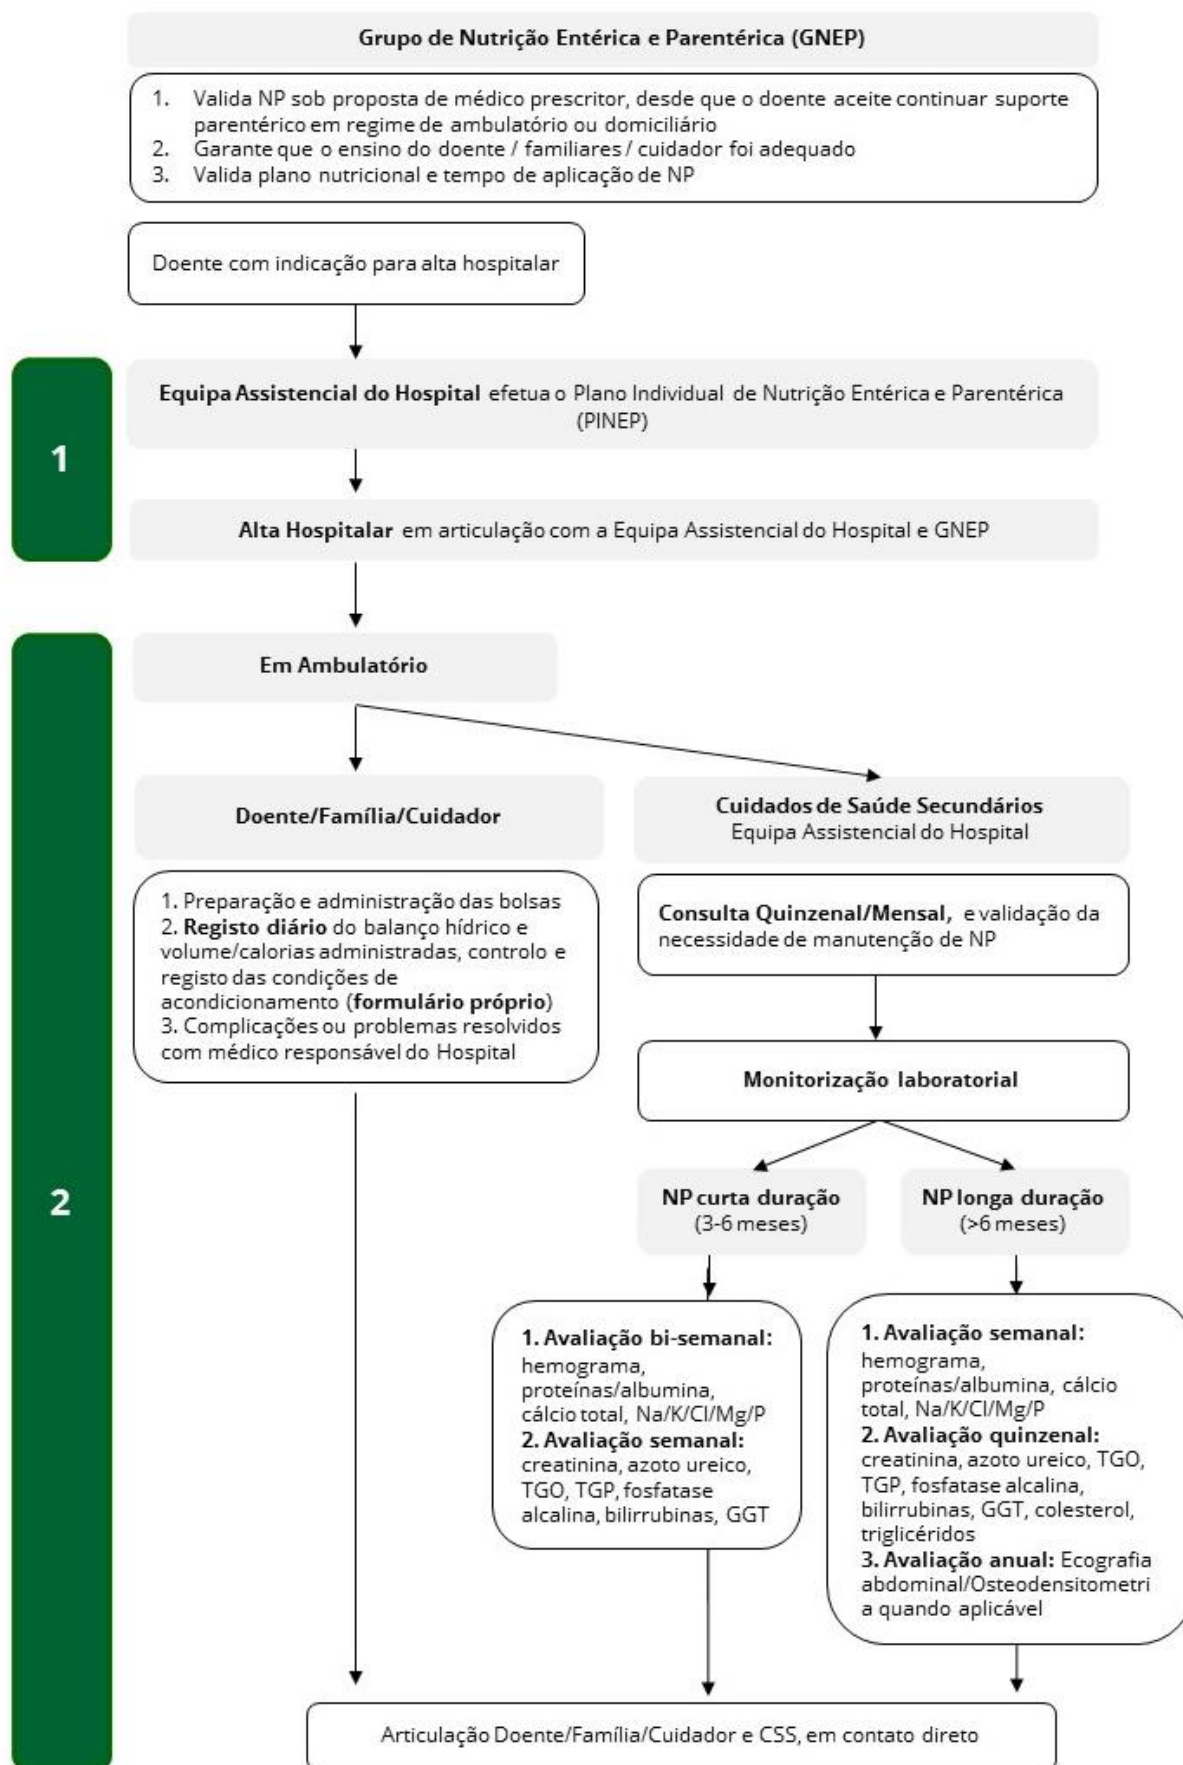 Grupo de Nutrição Entérica e Parentérica (GNEP)
1. Valida NP sob proposta de médico prescritor, desde que o doente aceite continuar suporte
parentérico em regime de ambulatório ou domiciliário
2. Garante que o ensino do doente / familiares / cuidador foi adequado
3. Valida plano nutricional e tempo de aplicação de NP
Doente com indicação para alta hospitalar
1
Equipa Assistencial do Hospital efetua o Plano Individual de Nutrição Entérica e Parentérica
(PINEP)
Alta Hospitalar em articulação com a Equipa Assistencial do Hospital e GNEP
2
Em Ambulatório
Doente/Família/Cuidador
1. Preparação e administração das bolsas
2. Registo diário do balanço hídrico e
volume/calorias administradas, controlo e
registo das condições de
acondicionamento (formulário próprio)
3. Complicações ou problemas resolvidos
com médico responsável do Hospital
Cuidados de Saúde Secundários
Equipa Assistencial do Hospital
Consulta Quinzenal/Mensal, e validação da
necessidade de manutenção de NP
Monitorização laboratorial
NP curta duração
(3-6 meses)
1. Avaliação bi-semanal:
hemograma,
proteínas/albumina,
cálcio total, Na/K/Cl/Mg/P
2. Avaliação semanal:
creatinina, azoto ureico,
TGO, TGP, fosfatase
alcalina, bilirrubinas, GGT
NP longa duração
(>6 meses)
1. Avaliação semanal:
hemograma,
proteínas/albumina, cálcio
total, Na/K/Cl/Mg/P
2. Avaliação quinzenal:
creatinina, azoto ureico, TGO,
TGP, fosfatase alcalina,
bilirrubinas, GGT, colesterol,
triglicéridos
3. Avaliação anual: Ecografia
abdominal/Osteodensitometri
a quando aplicável
Articulação Doente/Família/Cuidador e CSS, em contato direto